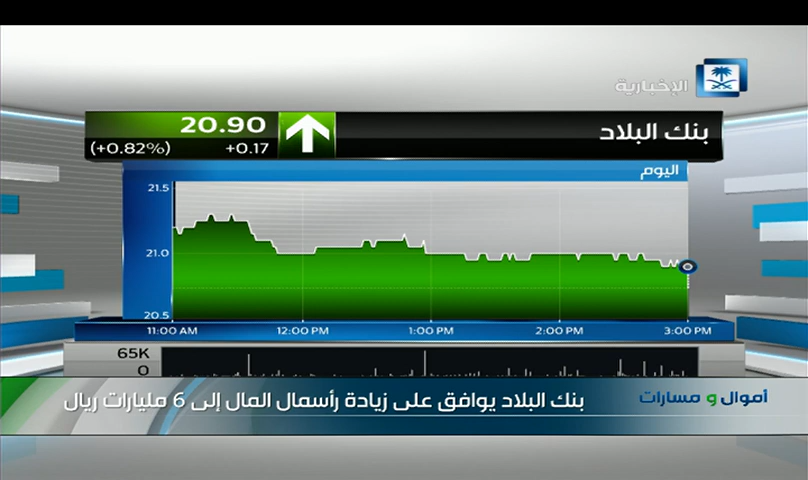 الإخبارية
بنك البلاد
20.90
+0.17 (+0.82%)
اليوم
21.5
21.0
20.5
11:00 AM 12:00 PM 1:00 PM 2:00 PM 3:00 PM
65K
0
أموال و مسارات
بنك البلاد يوافق على زيادة رأسمال المال إلى 6 مليارات ريال